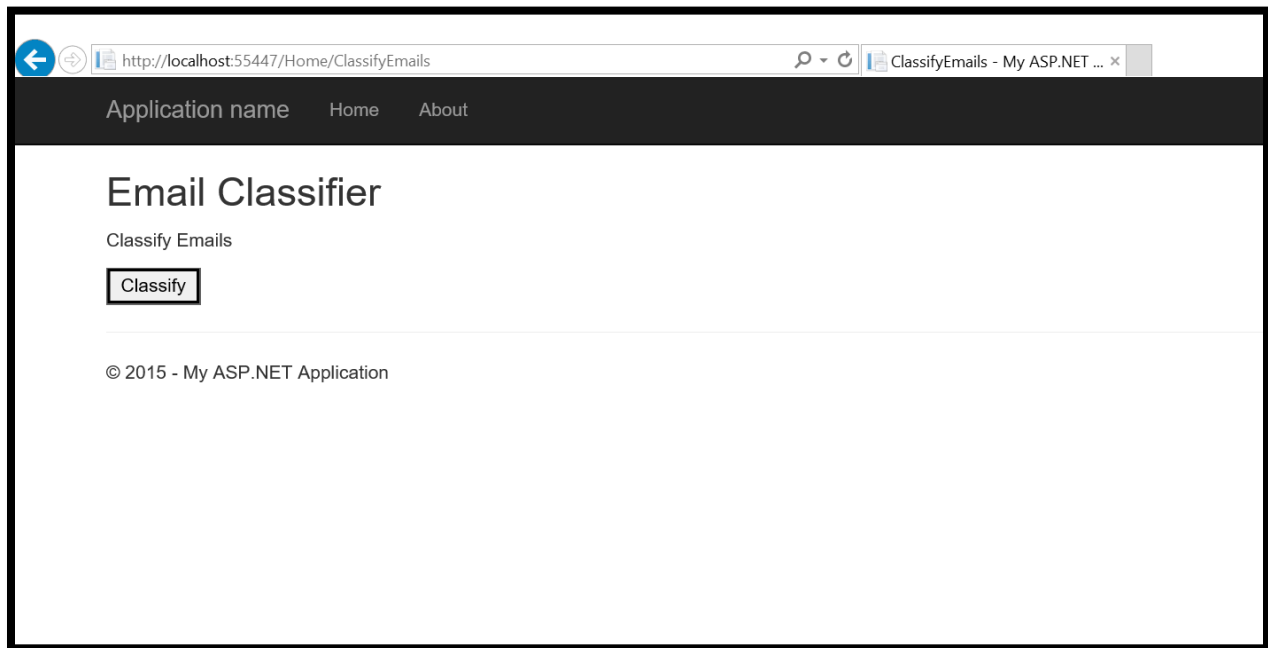 http://localhost:55447/Home/ClassifyEmails ClassifyEmails - My ASP.NET ...
Application name Home About
Email Classifier
Classify Emails
Classify
© 2015 - My ASP.NET Application